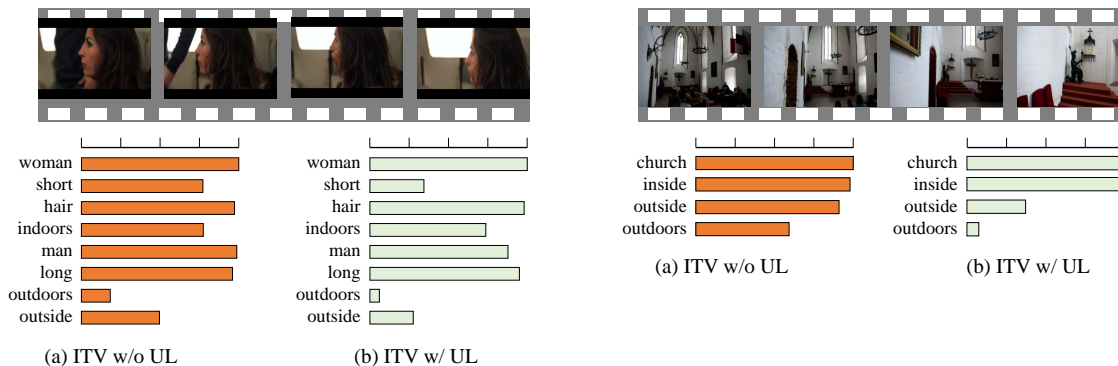 woman
short
hair
indoors
man
long
outdoors
outside
(a) ITV w/o UL
woman
short
hair
indoors
man
long
outdoors
outside
(b) ITV w/ UL
church
inside
outside
outdoors
(a) ITV w/o UL
church
inside
outside
outdoors
(b) ITV w/ UL